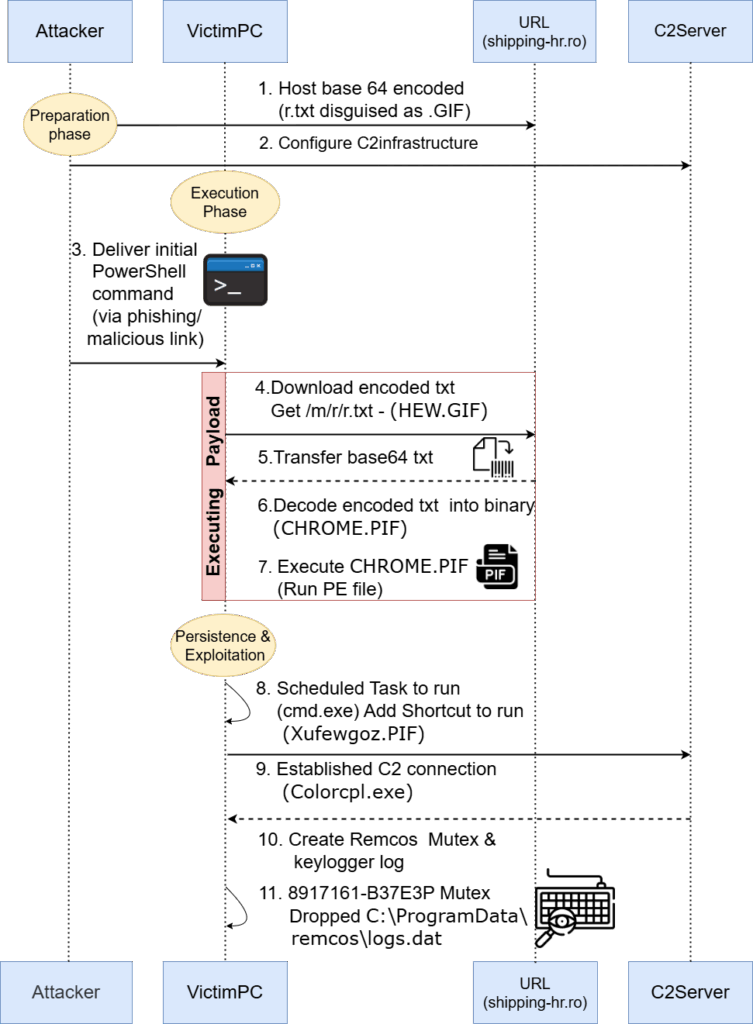 Attacker
VictimPC
URL
(shipping-hr.ro)
C2Server
1. Host base 64 encoded
(r.txt disguised as .GIF)
Preparation
phase
2. Configure C2infrastructure
Execution
Phase
3. Deliver initial
PowerShell
command
(via phishing/
malicious link)
>_
Executing Payload
4.Download encoded txt
Get /m/r/r.txt - (HEW.GIF)
5.Transfer base64 txt
6.Decode encoded txt into binary
(CHROME.PIF)
7. Execute CHROME.PIF
(Run PE file)
PIF
Persistence &
Exploitation
8. Scheduled Task to run
(cmd.exe) Add Shortcut to run
(Xufewgoz.PIF)
9. Established C2 connection
(Colorcpl.exe)
10. Create Remcos Mutex &
keylogger log
11. 8917161-B37E3P Mutex
Dropped C:\ProgramData\
remcos\logs.dat
Attacker
VictimPC
URL
(shipping-hr.ro)
C2Server